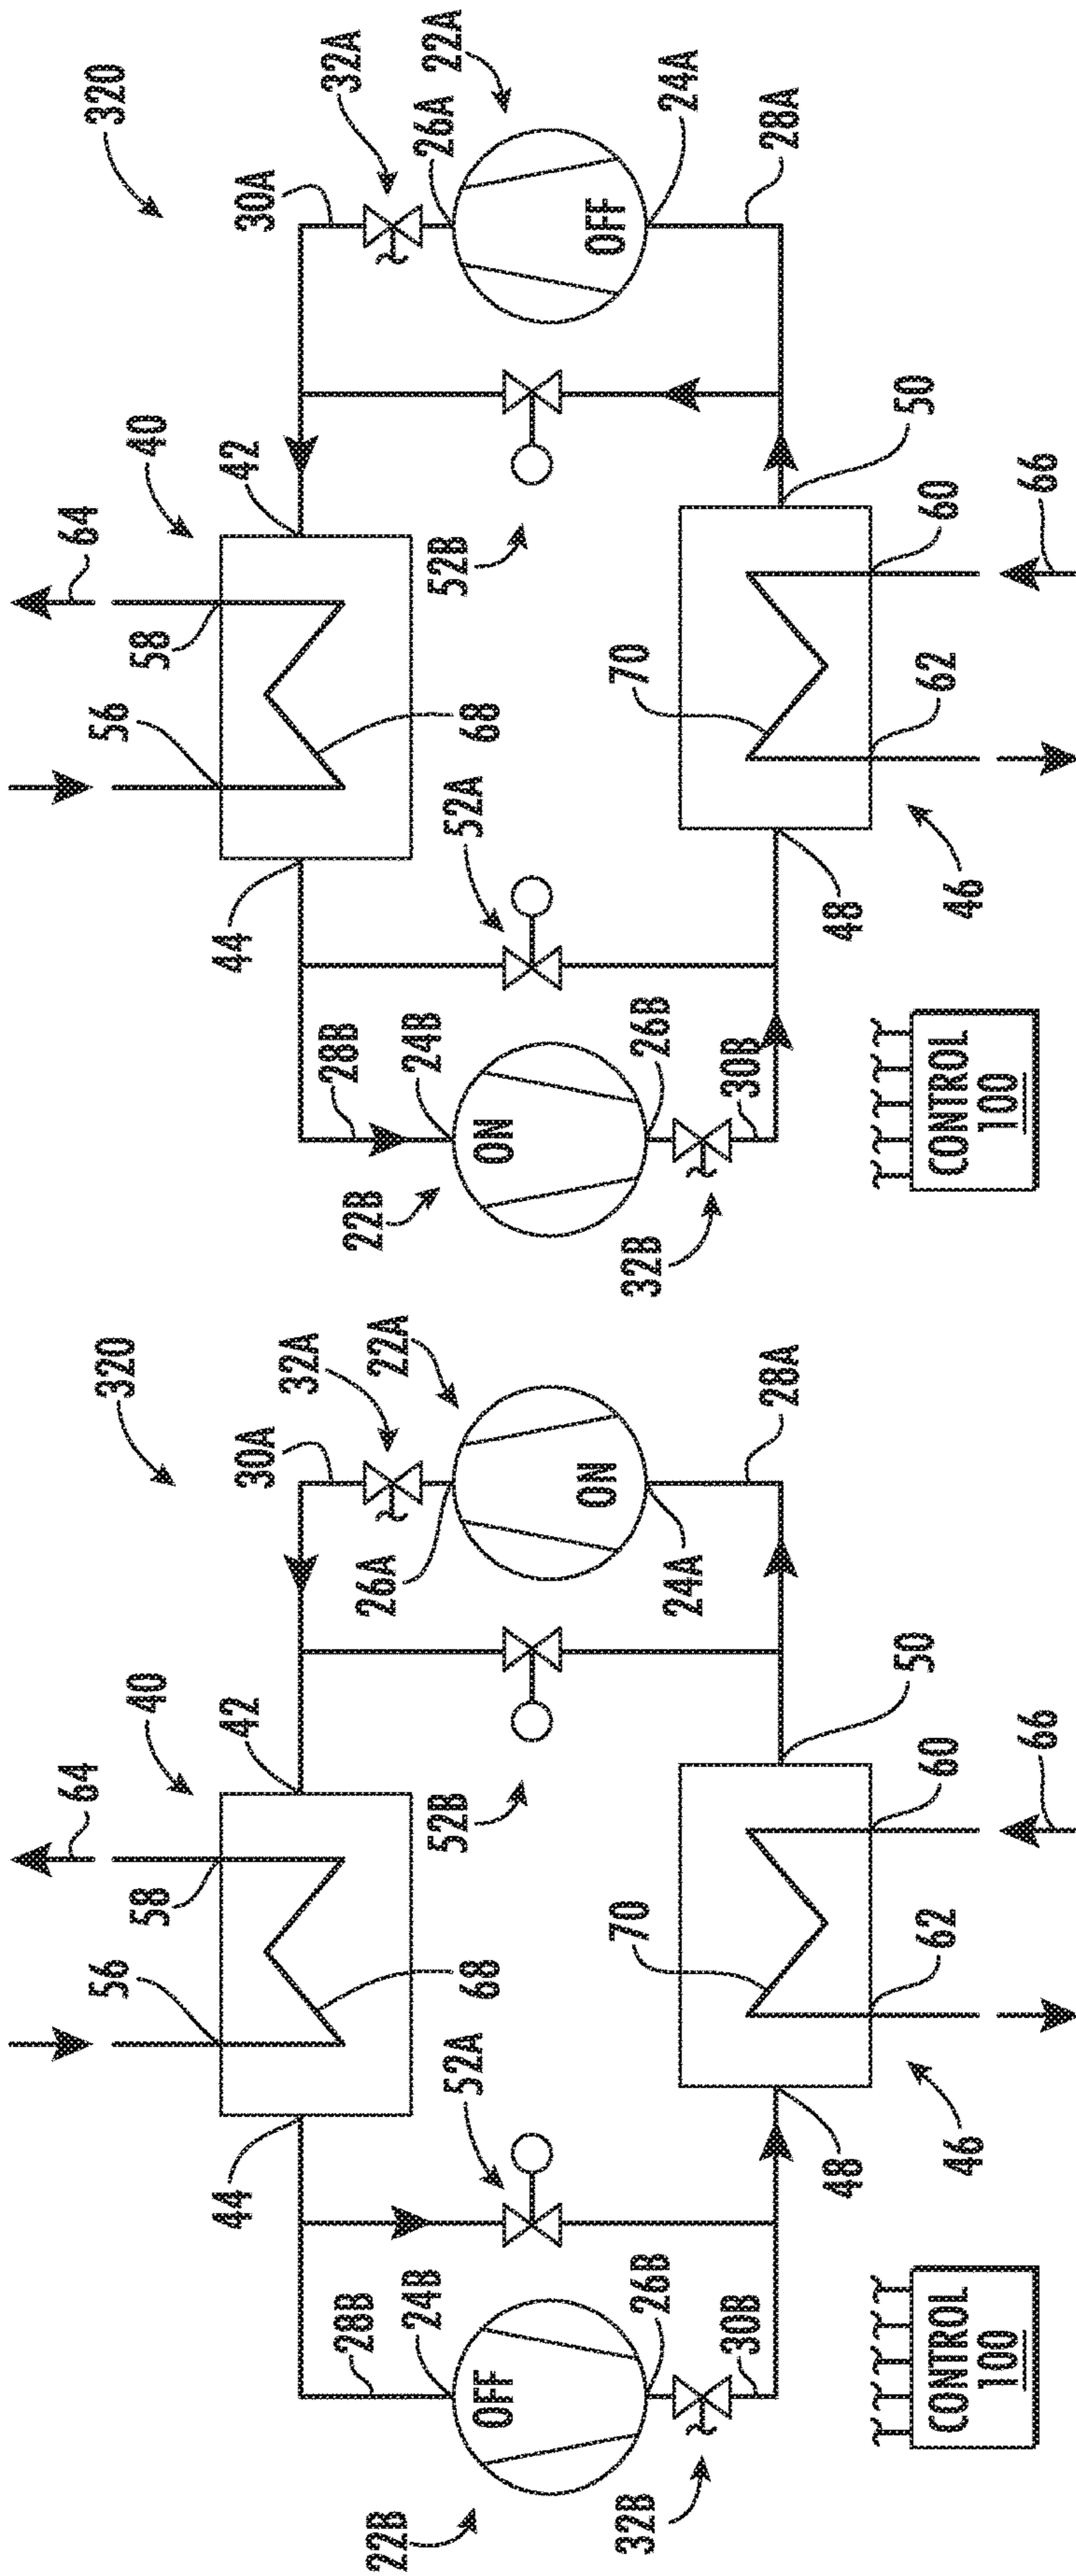 64
56
320
58
40
44
42
30A
32A
28B
22B
26A
22A
24B
52A
52B
68
OFF
ON
32B
70
26B
24A
30B
28A
48
50
62
60
46
CONTROL
100
66
64
320
56
58
40
44
42
30A
32A
28B
22B
24B
26A
22A
52A
52B
68
ON
OFF
32B
70
26B
24A
30B
28A
48
50
62
60
46
CONTROL
100
66